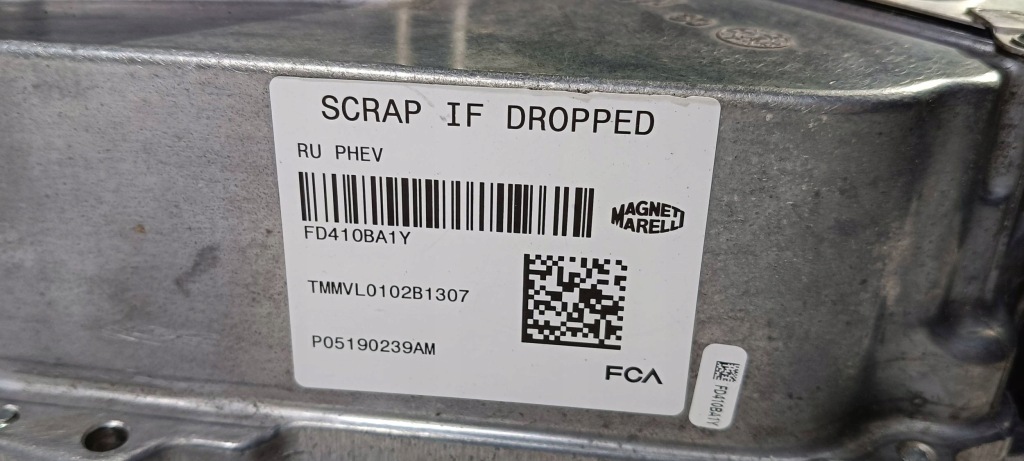 SCRAP IF DROPPED
RU PHEV
FD410BA1Y
MAGNETI
MARELLI
TMMVL0102B1307
P05190239AM
FCA
FD410BA1Y